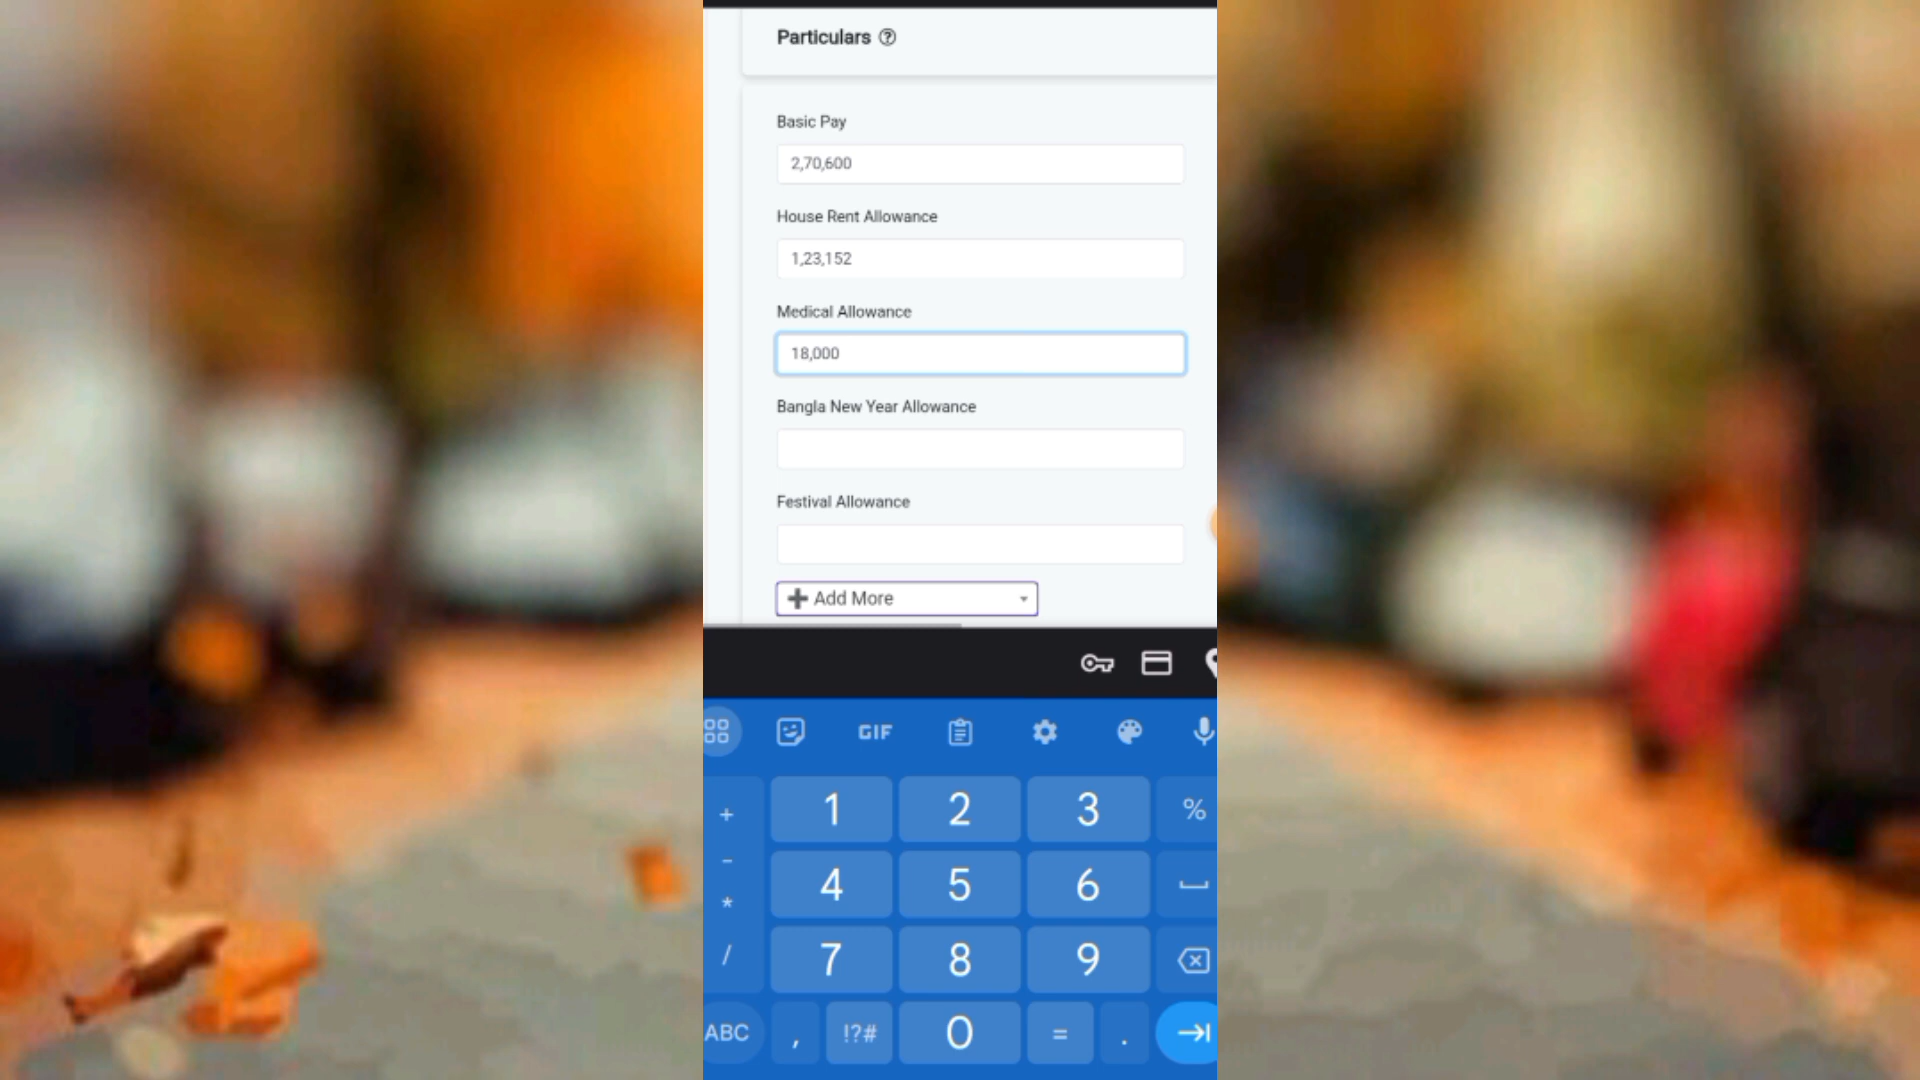 Particulars ?
Basic Pay
2,70,600
House Rent Allowance
1,23,152
Medical Allowance
18,000
Bangla New Year Allowance
Festival Allowance
+ Add More
GIF
+ 1 2 3 %
-
* 4 5 6
/ 7 8 9
ABC , !?# 0 = .